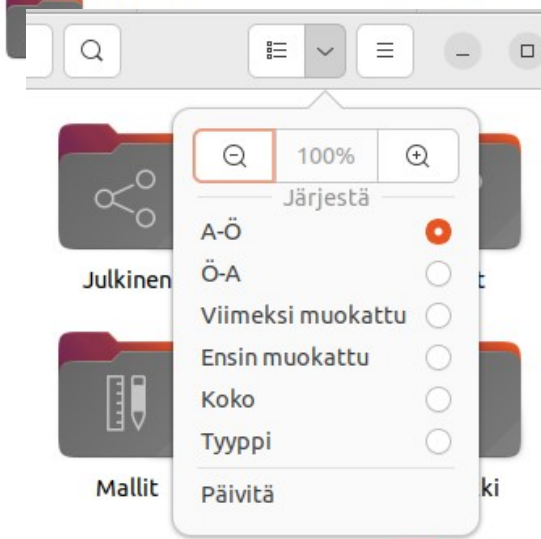 100%
Järjestä
A-Ö
Ö-A
Viimeksi muokattu
Ensin muokattu
Koko
Tyyppi
Päivitä
Julkinen
Mallit